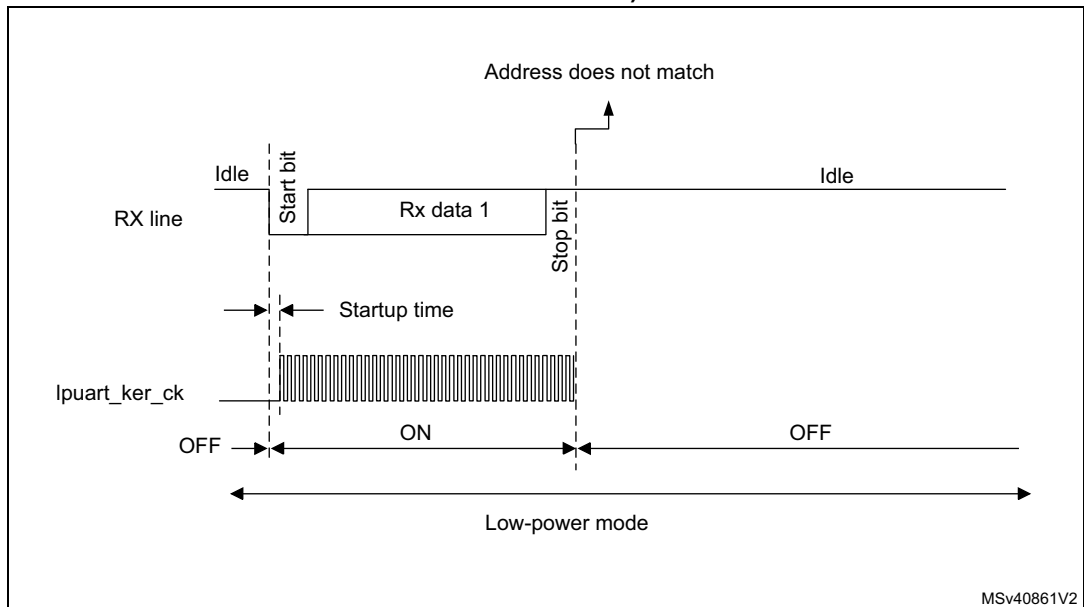 Address does not match
Idle
Start bit
Idle
RX line
Rx data 1
Stop bit
Startup time
lpuart_ker_ck
OFF
ON
OFF
Low-power mode
MSv40861V2